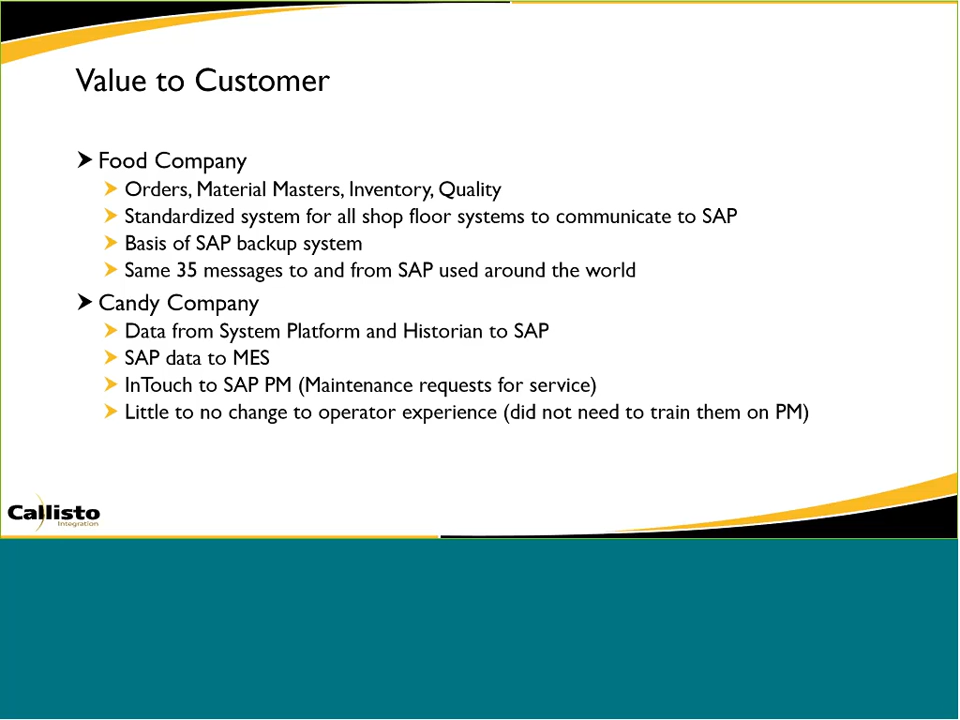 Value to Customer
Food Company
Orders, Material Masters, Inventory, Quality
Standardized system for all shop floor systems to communicate to SAP
Basis of SAP backup system
Same 35 messages to and from SAP used around the world
Candy Company
Data from System Platform and Historian to SAP
SAP data to MES
InTouch to SAP PM (Maintenance requests for service)
Little to no change to operator experience (did not need to train them on PM)
Callisto
Integration